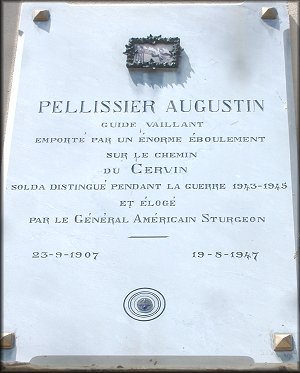 PELLISSIER AUGUSTIN
GUIDE VAILLANT
EMPORTÉ PAR UN ÉNORME ÉBOULEMENT
SUR LE CHEMIN
DU CERVIN
SOLDA DISTINGUÉ PENDANT LA GUERRE 1943-1945
ET ÉLOGÉ
PAR LE GÉNÉRAL AMÉRICAIN STURGEON
23-9-1907 19-8-1947